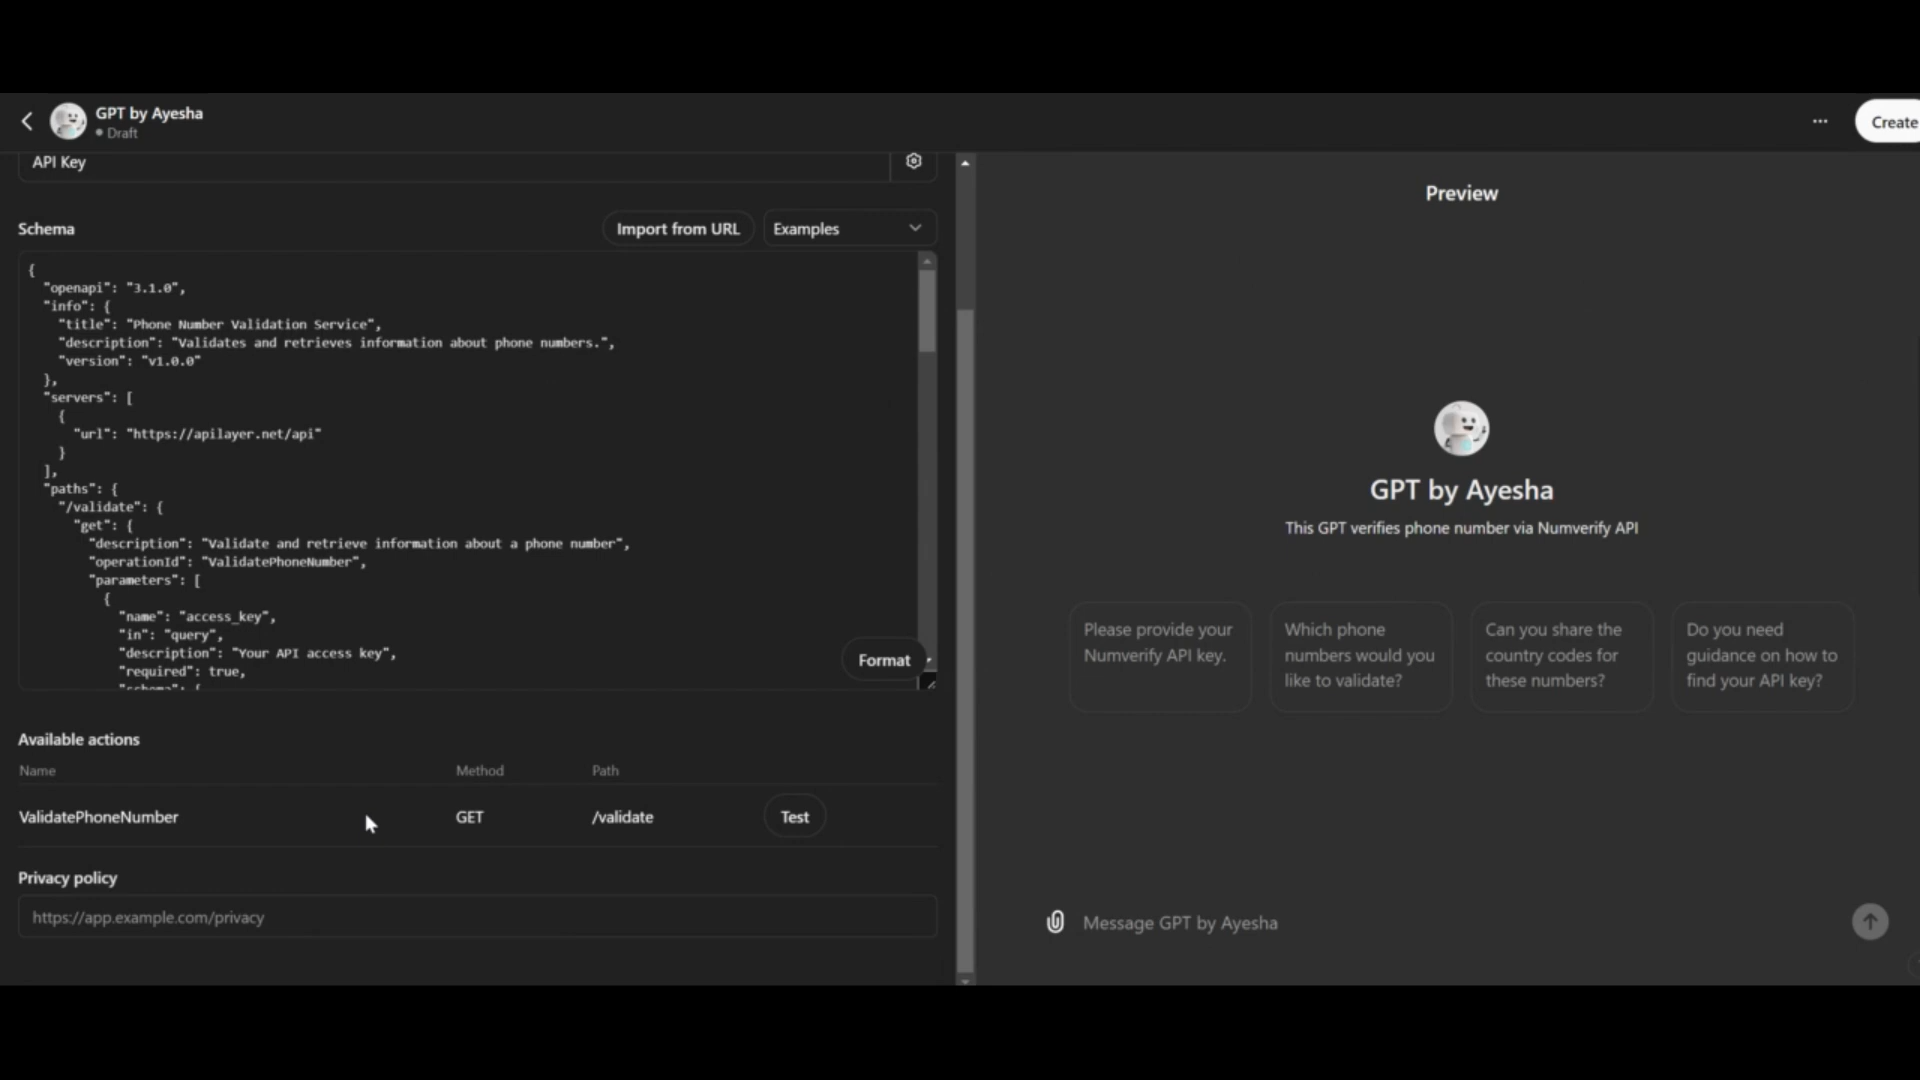 GPT by Ayesha
Draft
Create
API Key
Schema
Import from URL
Examples
{
"openapi": "3.1.0",
"info": {
"title": "Phone Number Validation Service",
"description": "Validates and retrieves information about phone numbers.",
"version": "v1.0.0"
},
"servers": [
{
"url": "https://apilayer.net/api"
}
],
"paths": {
"/validate": {
"get": {
"description": "Validate and retrieve information about a phone number",
"operationId": "ValidatePhoneNumber",
"parameters": [
{
"name": "access_key",
"in": "query",
"description": "Your API access key",
"required": true,
"schema": {
Format
Available actions
Name Method Path
ValidatePhoneNumber GET /validate Test
Privacy policy
https://app.example.com/privacy
Preview
GPT by Ayesha
This GPT verifies phone number via Numverify API
Please provide your
Numverify API key.
Which phone
numbers would you
like to validate?
Can you share the
country codes for
these numbers?
Do you need
guidance on how to
find your API key?
Message GPT by Ayesha